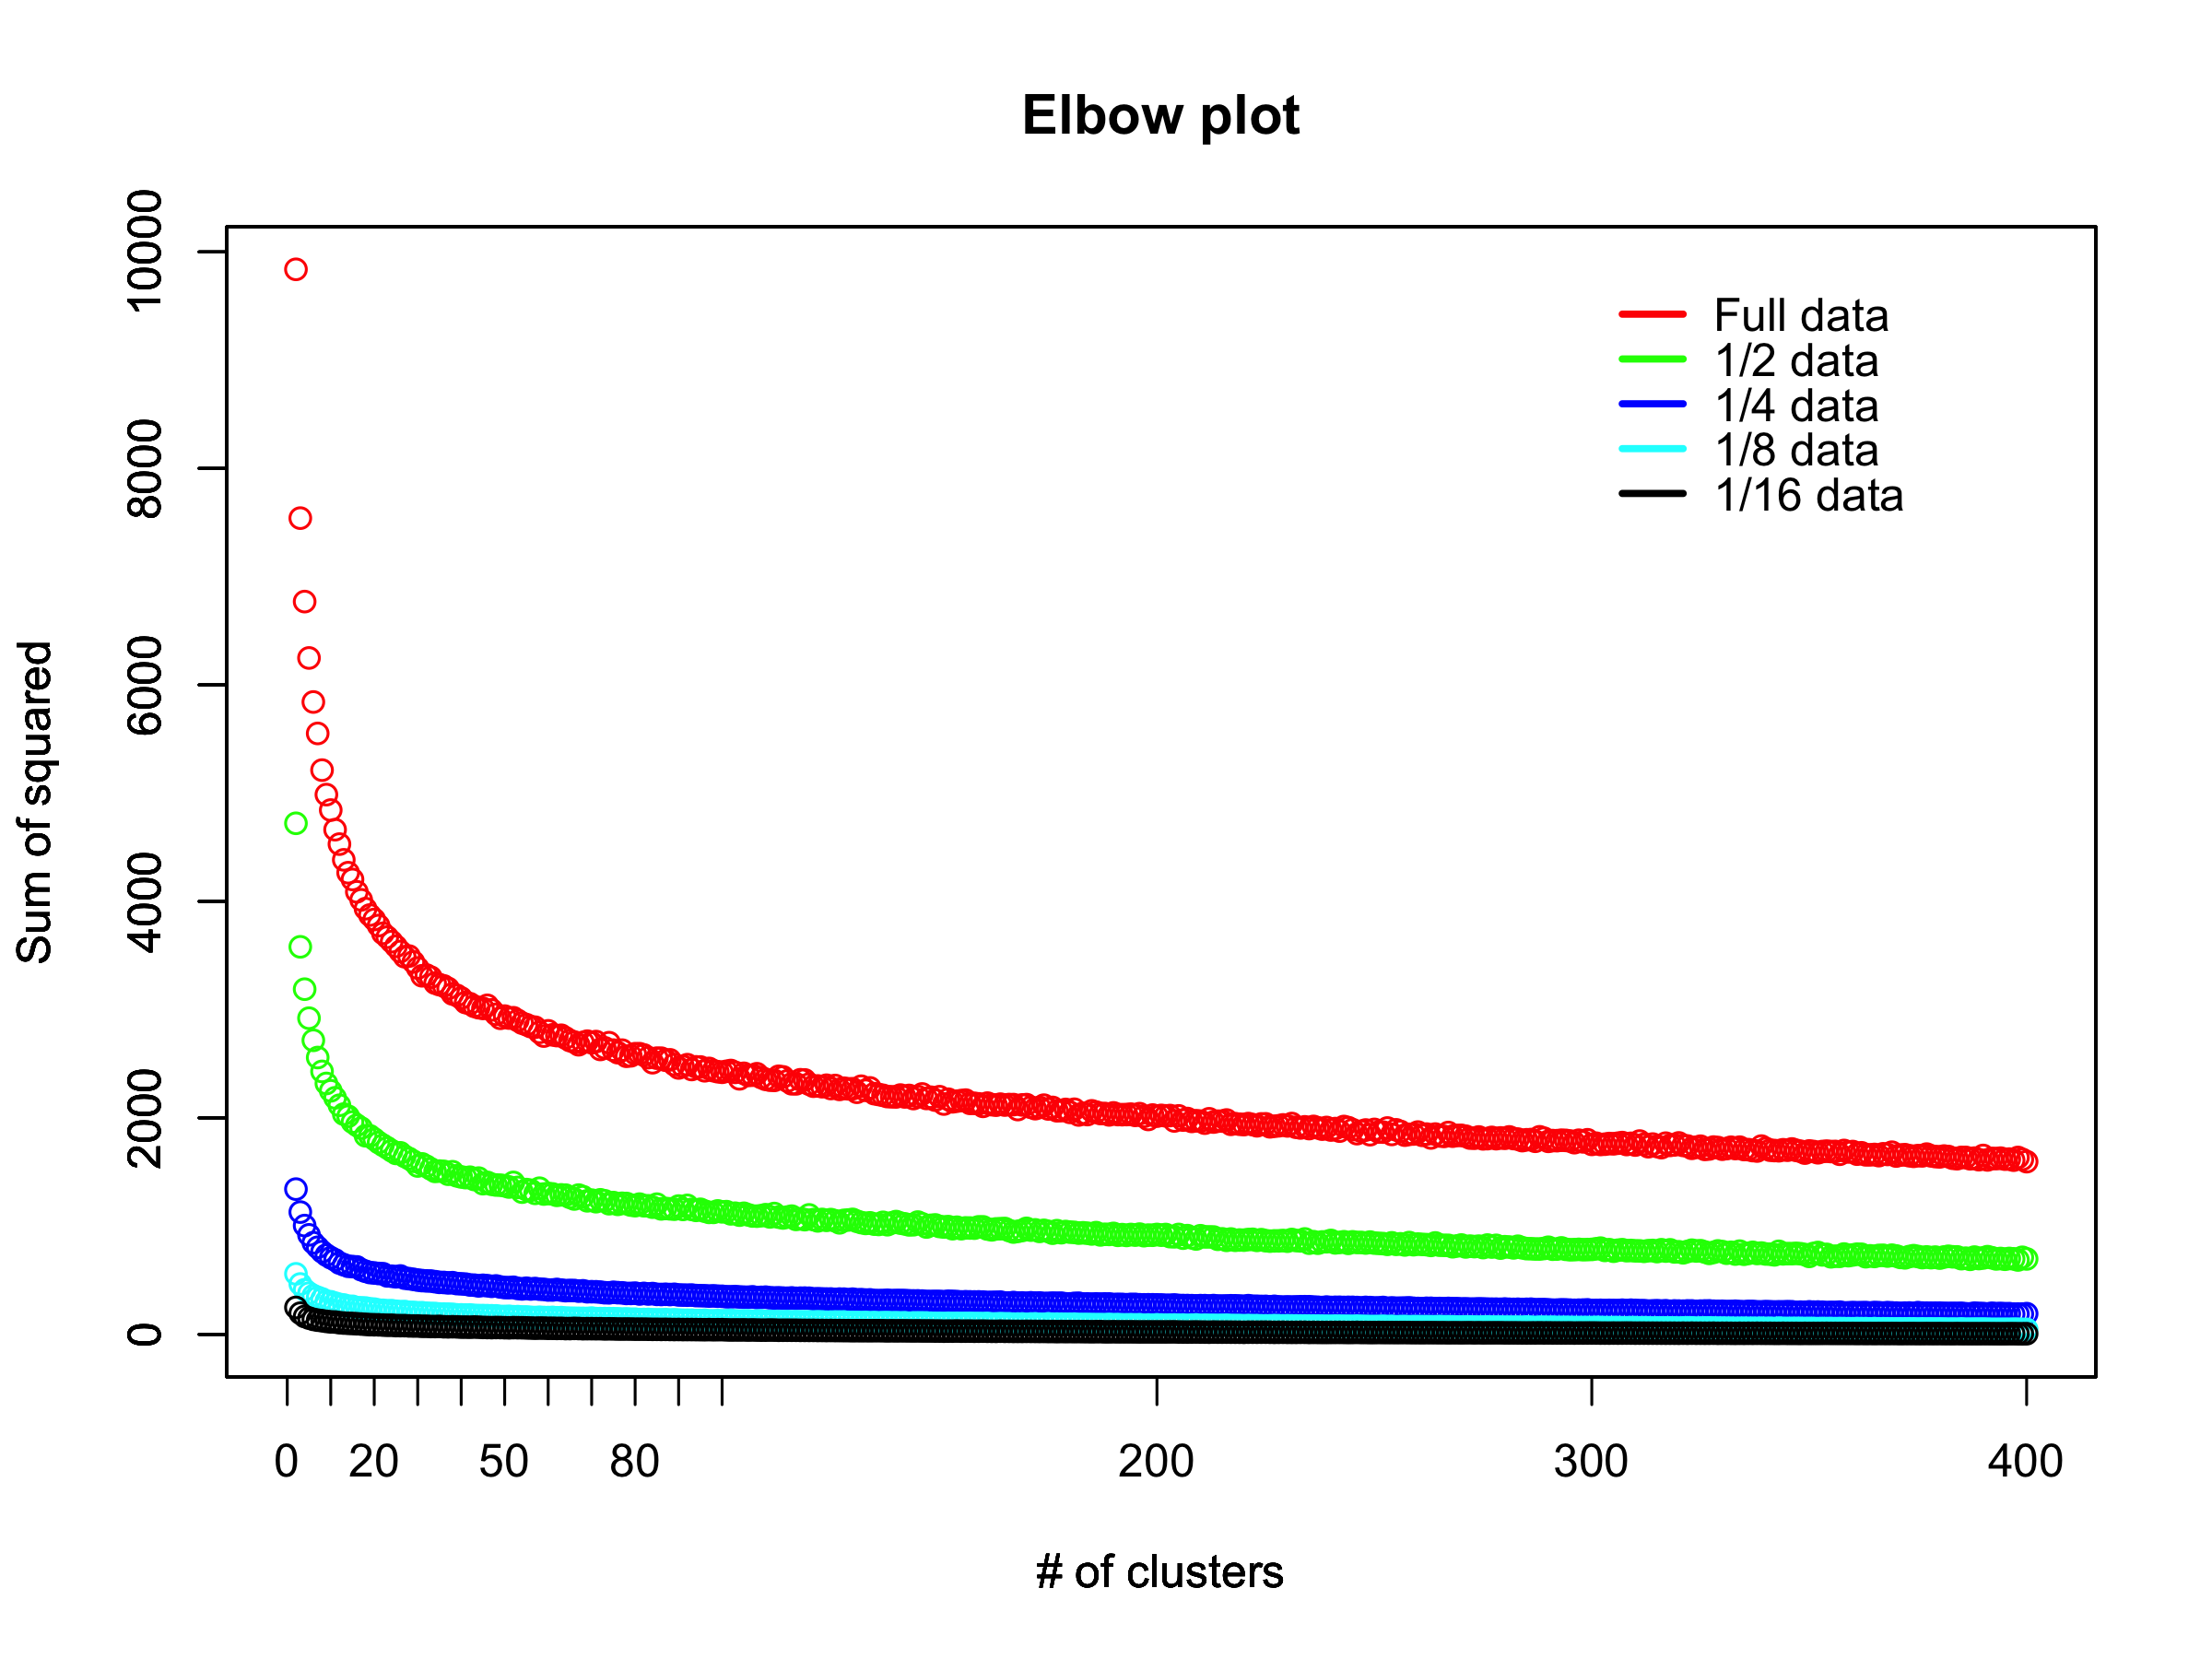 Elbow plot
Full data
1/2 data
1/4 data
1/8 data
1/16 data
Sum of squared
10000
8000
6000
4000
2000
0
0 20 50 80 200 300 400
# of clusters